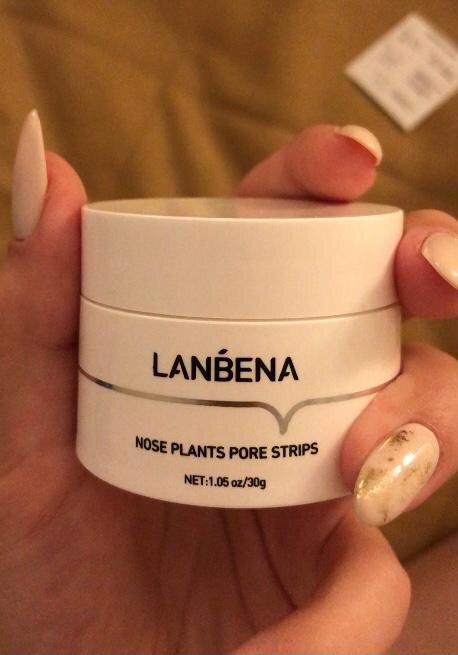 LANBENA
NOSE PLANTS PORE STRIPS
NET:1.05 oz/30g